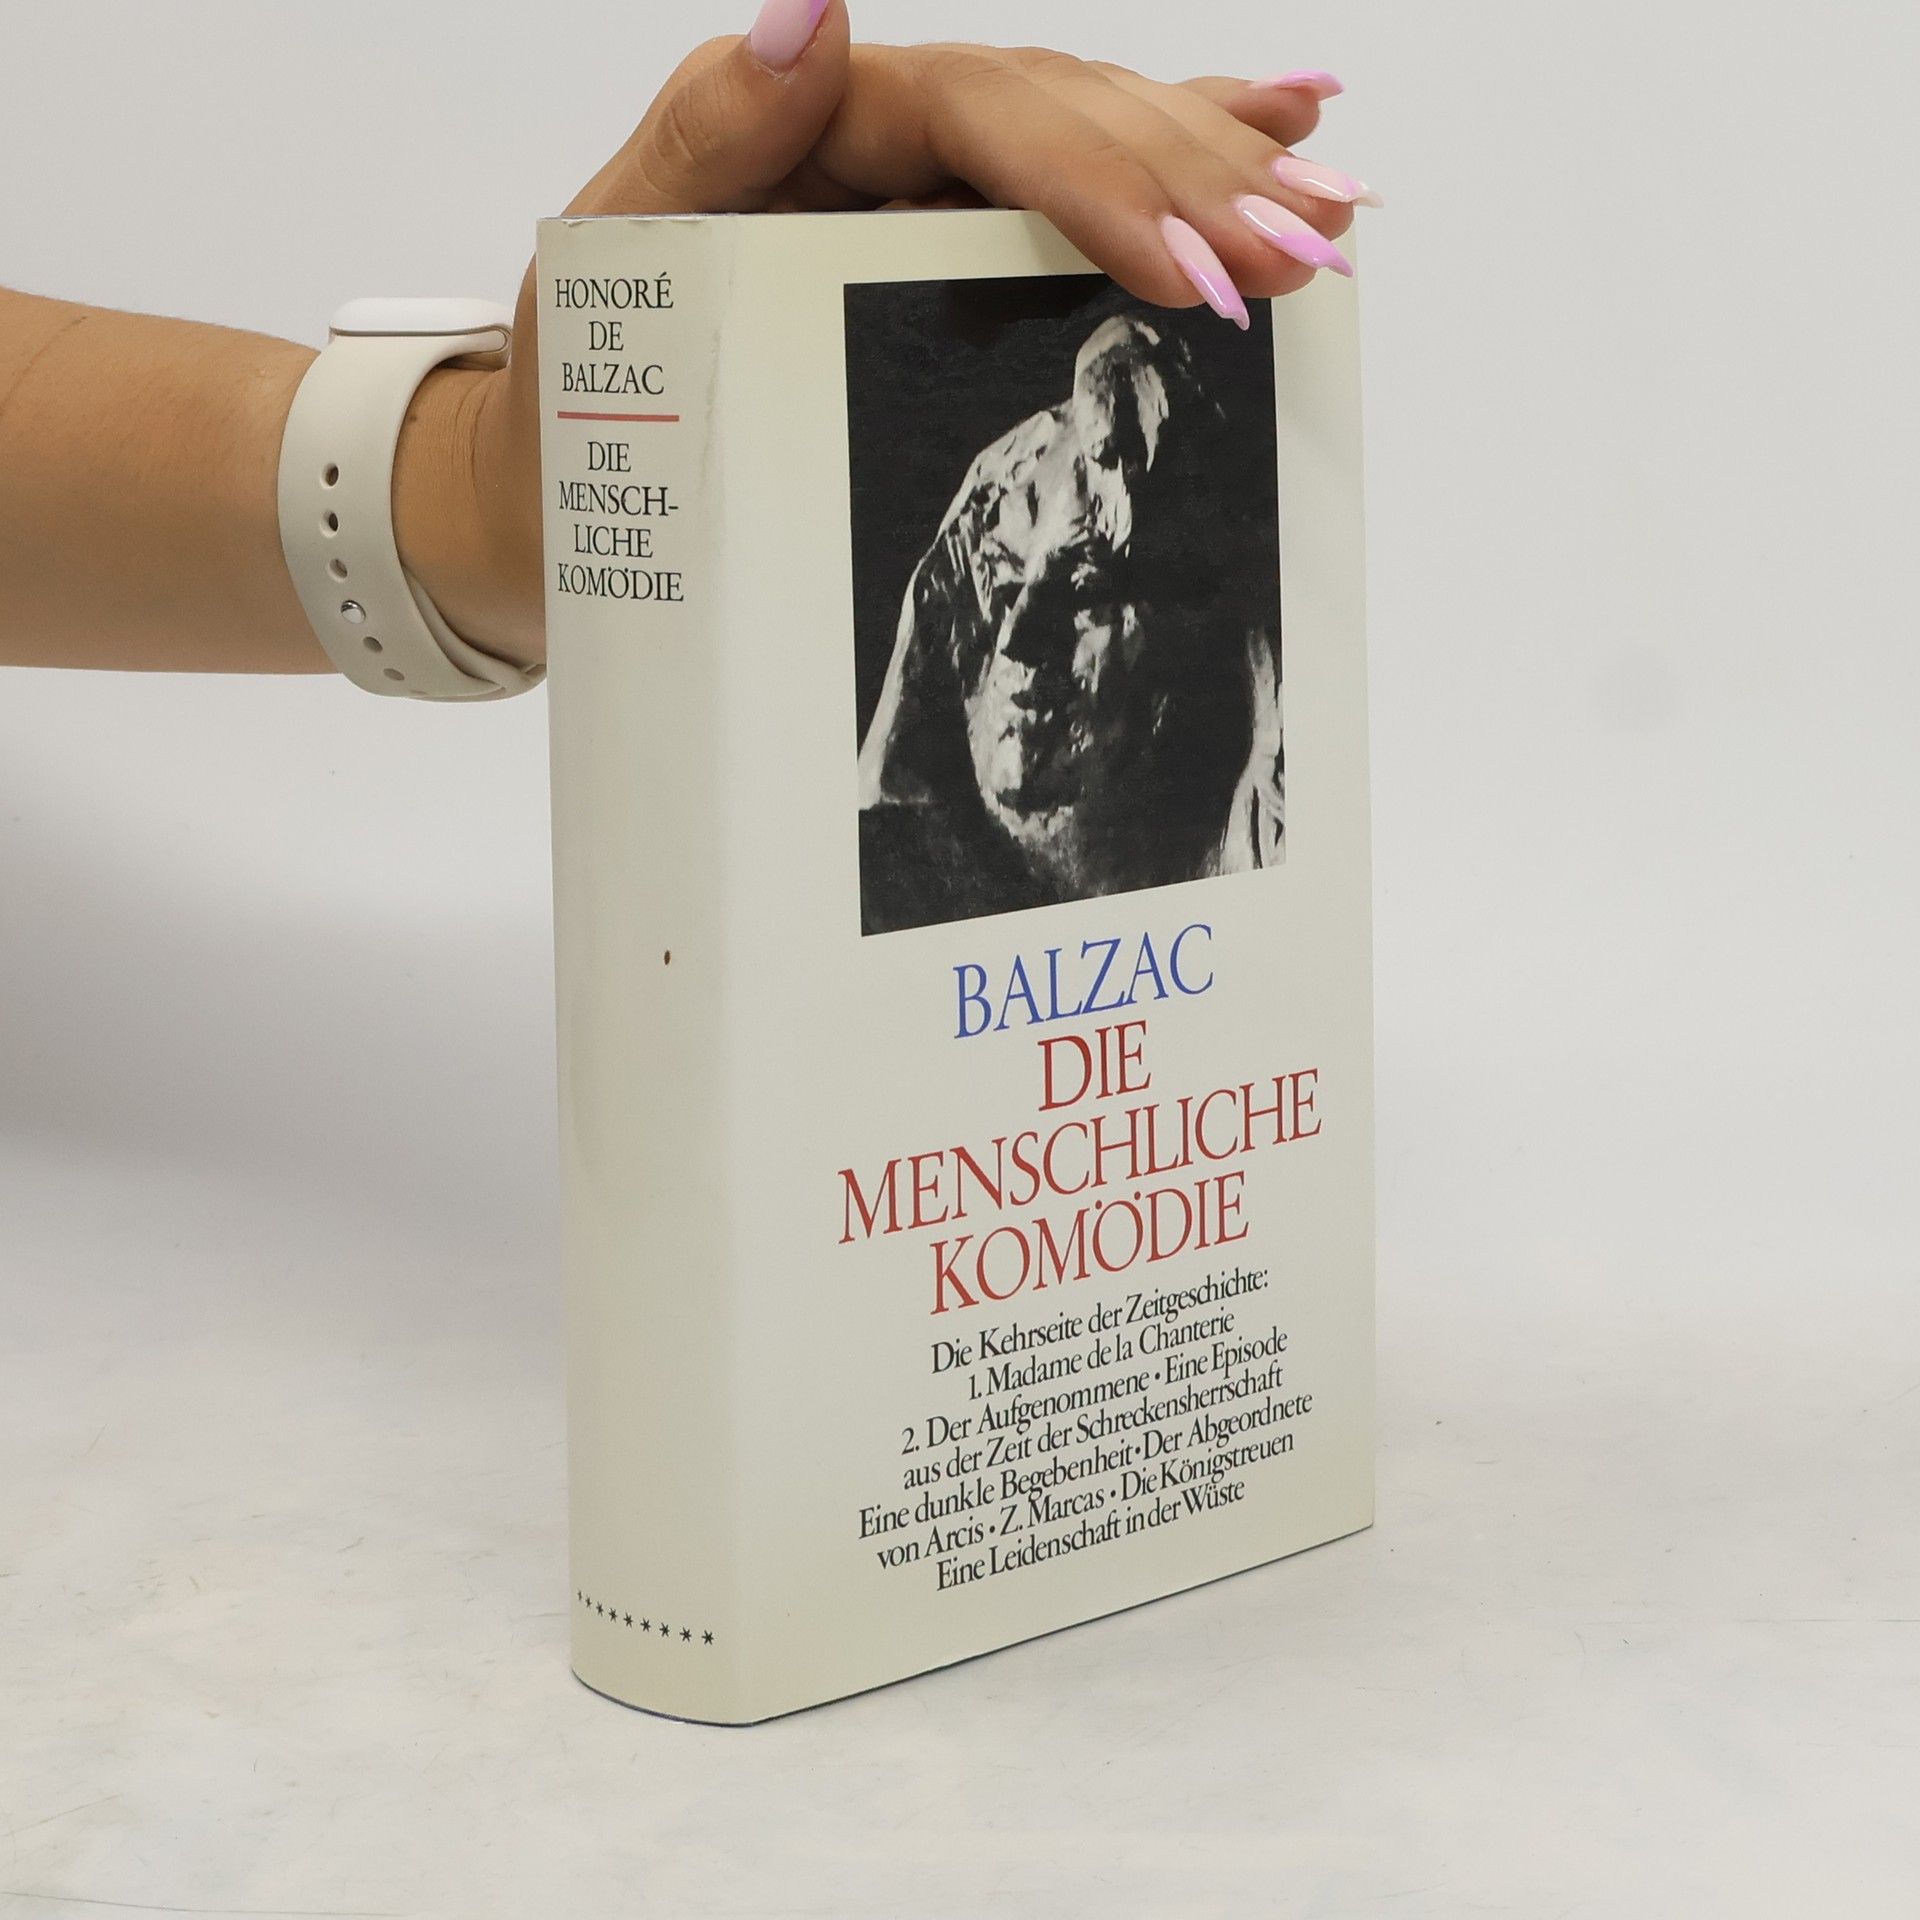 HONORÉ
DE
BALZAC
DIE
MENSCH-
LICHE
KOMÖDIE
* * * * * * * * *
BALZAC
DIE
MENSCHLICHE
KOMÖDIE
Die Kehrseite der Zeitgeschichte:
1. Madame de la Chanterie
2. Der Aufgenommene • Eine Episode
aus der Zeit der Schreckensherrschaft
Eine dunkle Begebenheit • Der Abgeordnete
von Arcis • Z. Marcas • Die Königstreuen
Eine Leidenschaft in der Wüste